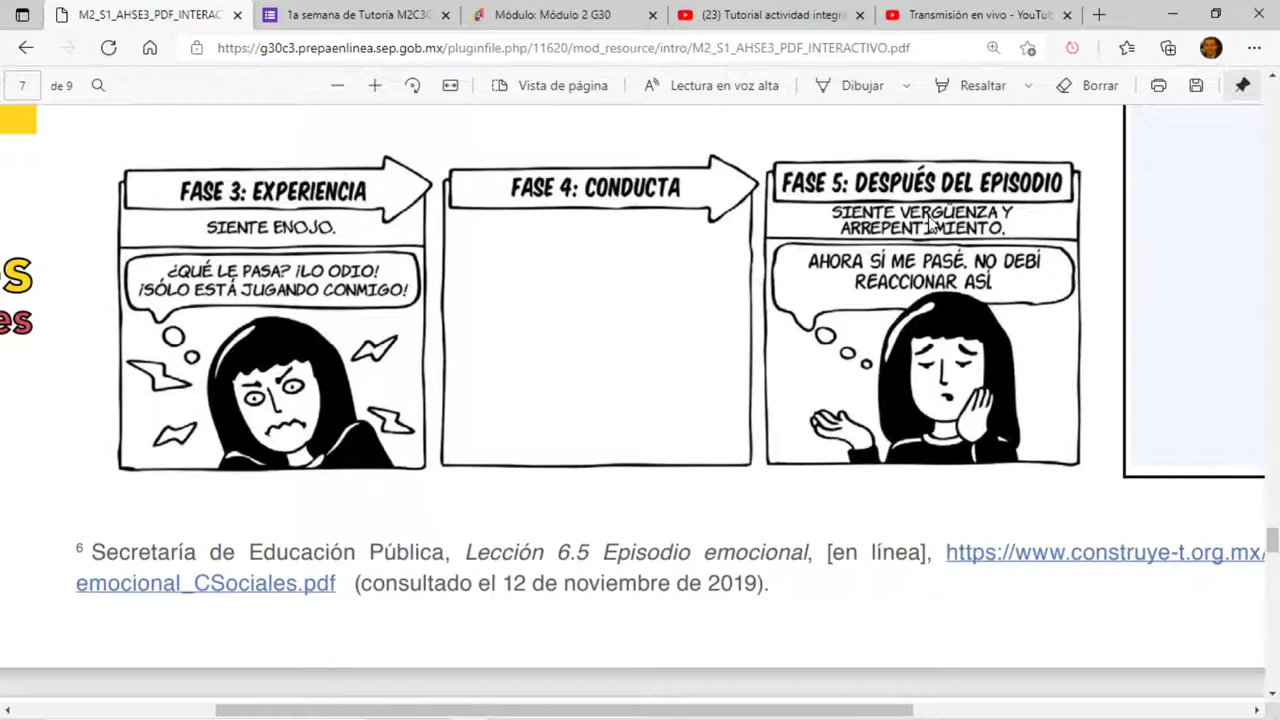 M2_S1_AHSE3_PDF_INTERAC
1a semana de Tutoría M2C3G
Módulo: Módulo 2 G30
(23) Tutorial actividad integr
Transmisión en vivo - YouTub
https://g30c3.prepaenlinea.sep.gob.mx/pluginfile.php/11620/mod_resource/intro/M2_S1_AHSE3_PDF_INTERACTIVO.pdf
7 de 9
Vista de página
Lectura en voz alta
Dibujar
Resaltar
Borrar
os
es
FASE 3: EXPERIENCIA
SIENTE ENOJO.
¿QUÉ LE PASA? ¡LO ODIO!
¡SÓLO ESTÁ JUGANDO CONMIGO!
FASE 4: CONDUCTA
FASE 5: DESPUÉS DEL EPISODIO
SIENTE VERGÜENZA Y
ARREPENTIMIENTO.
AHORA SÍ ME PASÉ. NO DEBÍ
REACCIONAR ASÍ.
6 Secretaría de Educación Pública, Lección 6.5 Episodio emocional, [en línea], https://www.construye-t.org.mx/
emocional_CSociales.pdf (consultado el 12 de noviembre de 2019).